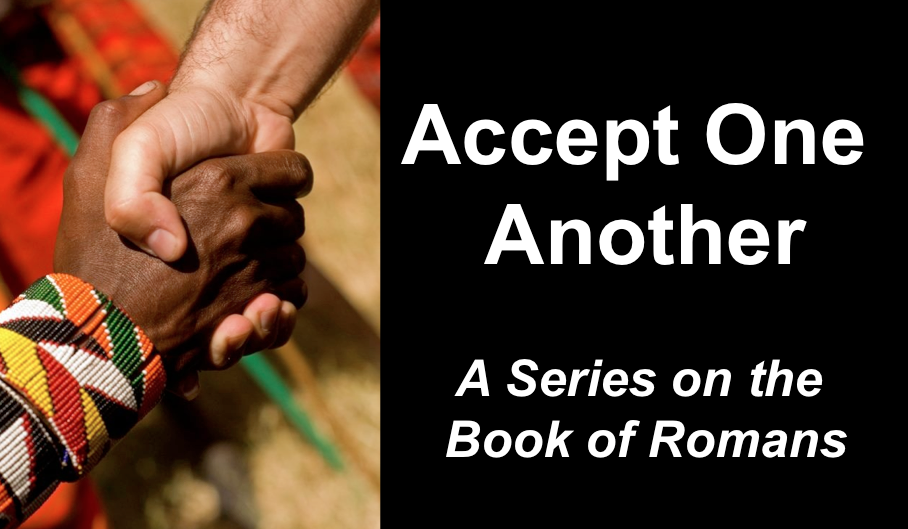 Accept One
Another
A Series on the
Book of Romans